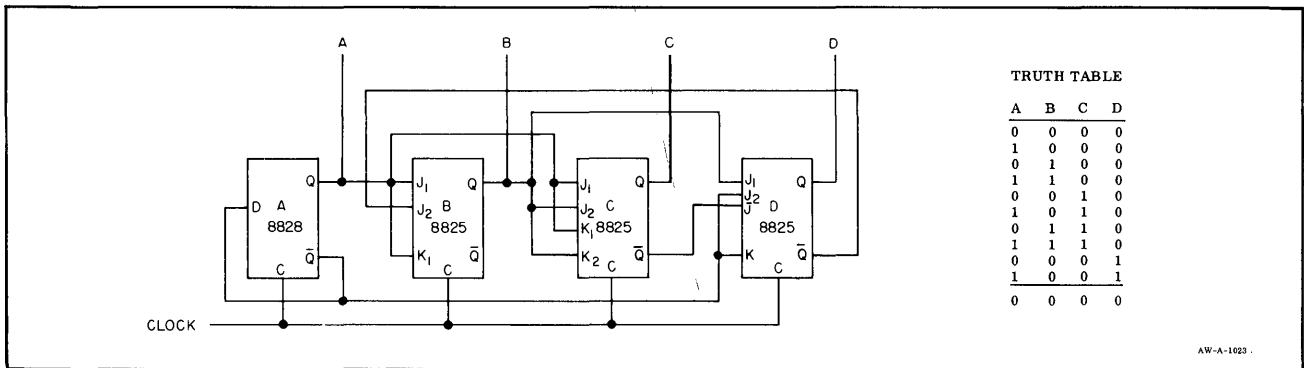 A B C D
Q J₁ Q J₁ Q J₁ Q
D A J₂ B J₂ C J₂ D
8828 8825 K₁ 8825 J̄ 8825
Q̄ K₁ Q̄ K₂ Q̄ K Q̄
C C C C
CLOCK
TRUTH TABLE
A B C D
0 0 0 0
1 0 0 0
0 1 0 0
1 1 0 0
0 0 1 0
1 0 1 0
0 1 1 0
1 1 1 0
0 0 0 1
1 0 0 1
0 0 0 0
AW-A-1023